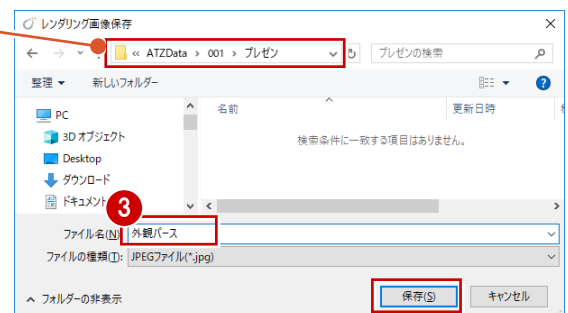 レンダリング画像保存
« ATZData › 001 › プレゼン
プレゼンの検索
整理 新しいフォルダー
名前 更新日時
PC
検索条件に一致する項目はありません。
3D オブジェクト
Desktop
ダウンロード
ドキュメント
3
ファイル名(N): 外観パース
ファイルの種類(T): JPEGファイル(*.jpg)
フォルダーの非表示 保存(S) キャンセル